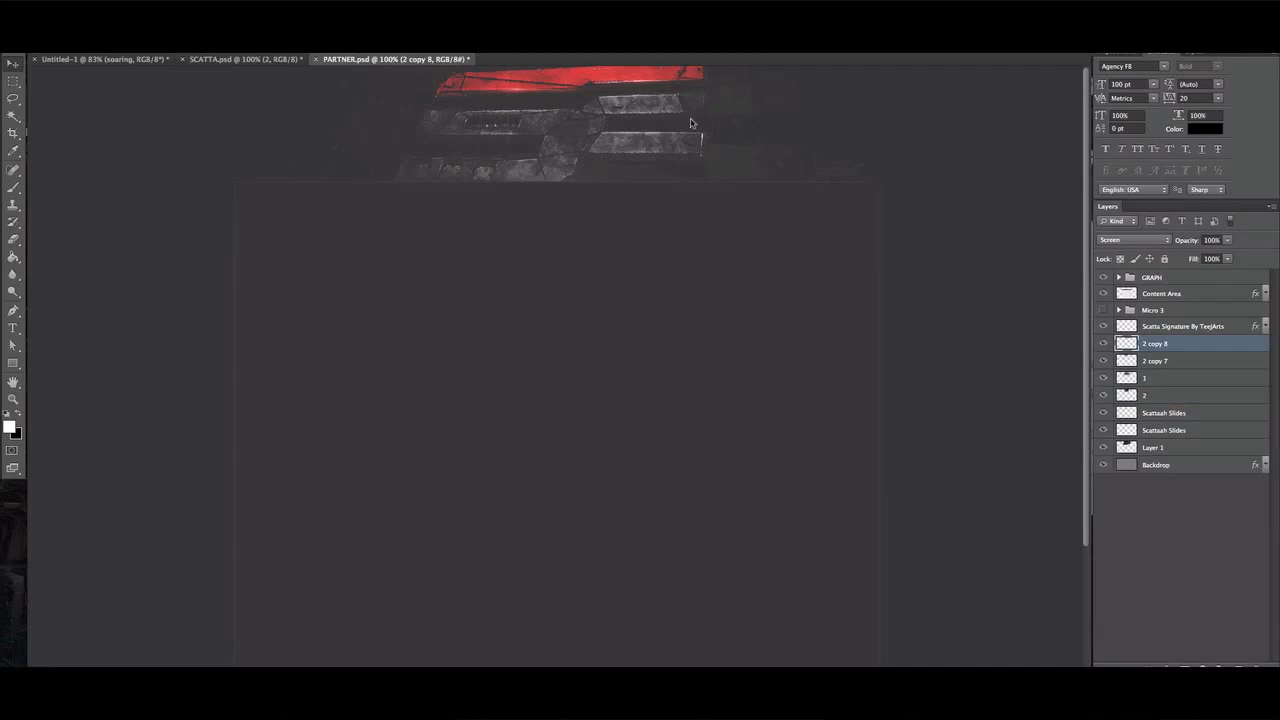 Untitled-1 @ 83% (soaring, RGB/8*) *
SCATTA.psd @ 100% (2, RGB/8) *
PARTNER.psd @ 100% (2 copy 8, RGB/8#) *
Agency FB
Bold
100 pt
(Auto)
Metrics
20
100%
100%
0 pt
Color:
English: USA
Sharp
Layers
Kind
Screen
Opacity: 100%
Lock:
Fill: 100%
GRAPH
Content Area
fx
Micro 3
Scatta Signature By TeejArts
fx
2 copy 8
2 copy 7
1
2
Scattaah Slides
Scattaah Slides
Layer 1
Backdrop
fx